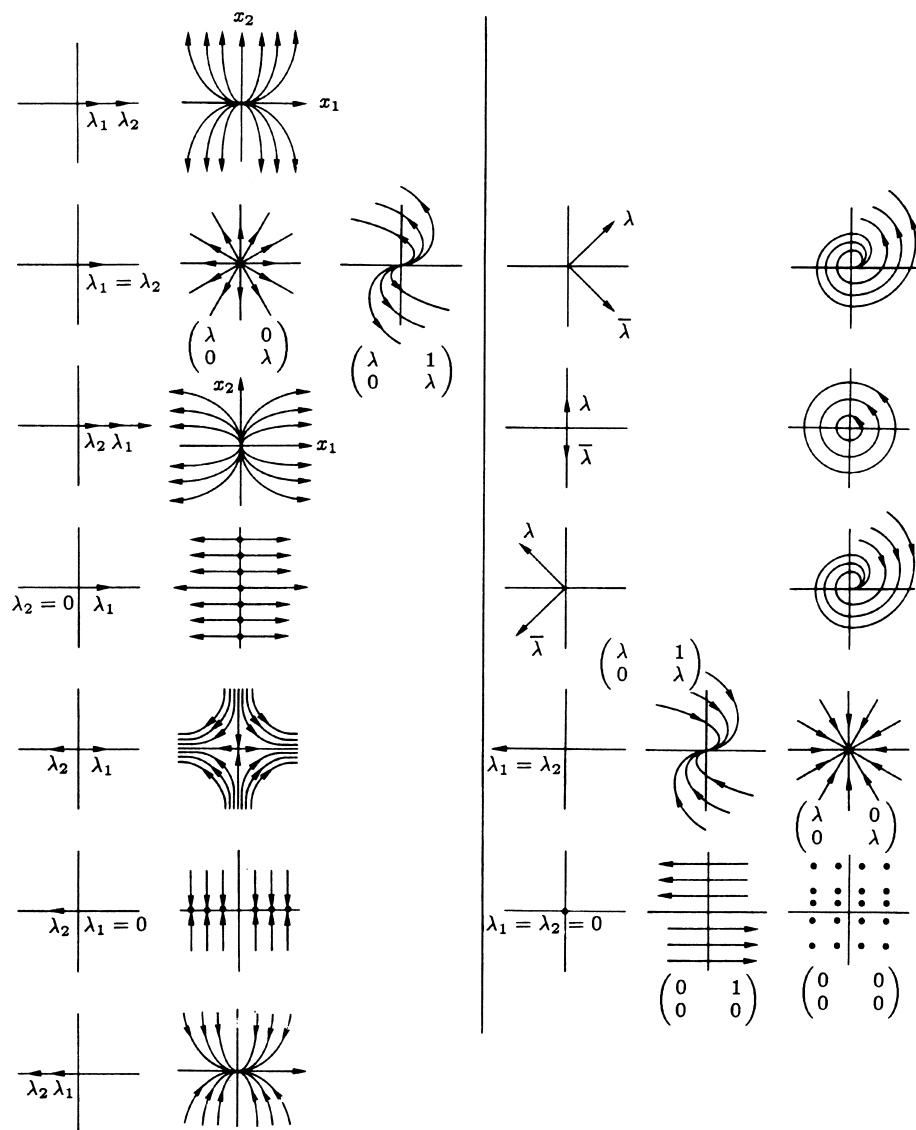 x₂
x₁
λ₁ λ₂
λ₁ = λ₂
(λ 0
0 λ)
(λ 1
0 λ)
x₂
x₁
λ₂ λ₁
λ₂ = 0 λ₁
λ₂ λ₁
λ₂ λ₁ = 0
λ₂ λ₁
λ
λ̅
λ
λ̅
λ
λ̅
(λ 1
0 λ)
λ₁ = λ₂
(λ 0
0 λ)
λ₁ = λ₂ = 0
(0 1
0 0)
(0 0
0 0)